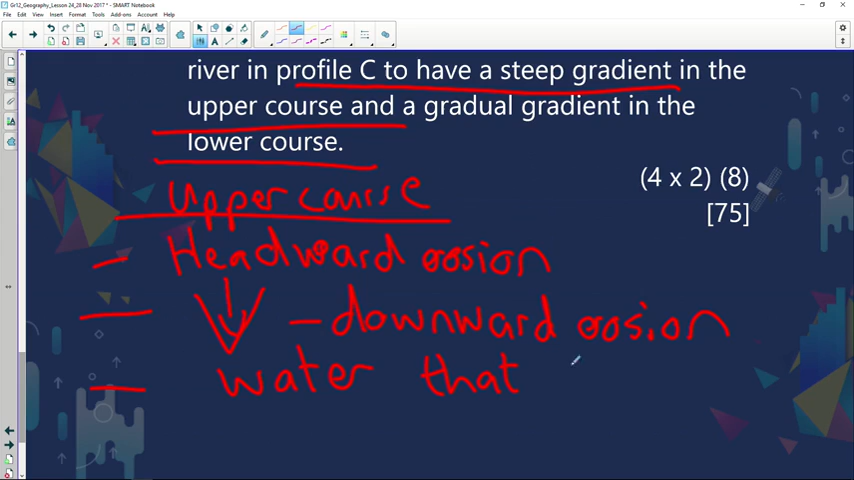 Gr12_Geography_Lesson 24_28 Nov 2017 * - SMART Notebook
File Edit View Insert Format Tools Add-ons Account Help
river in profile C to have a steep gradient in the
upper course and a gradual gradient in the
lower course.
(4 x 2) (8)
[75]
Upper course
- Headward erosion
- - downward erosion
- water that